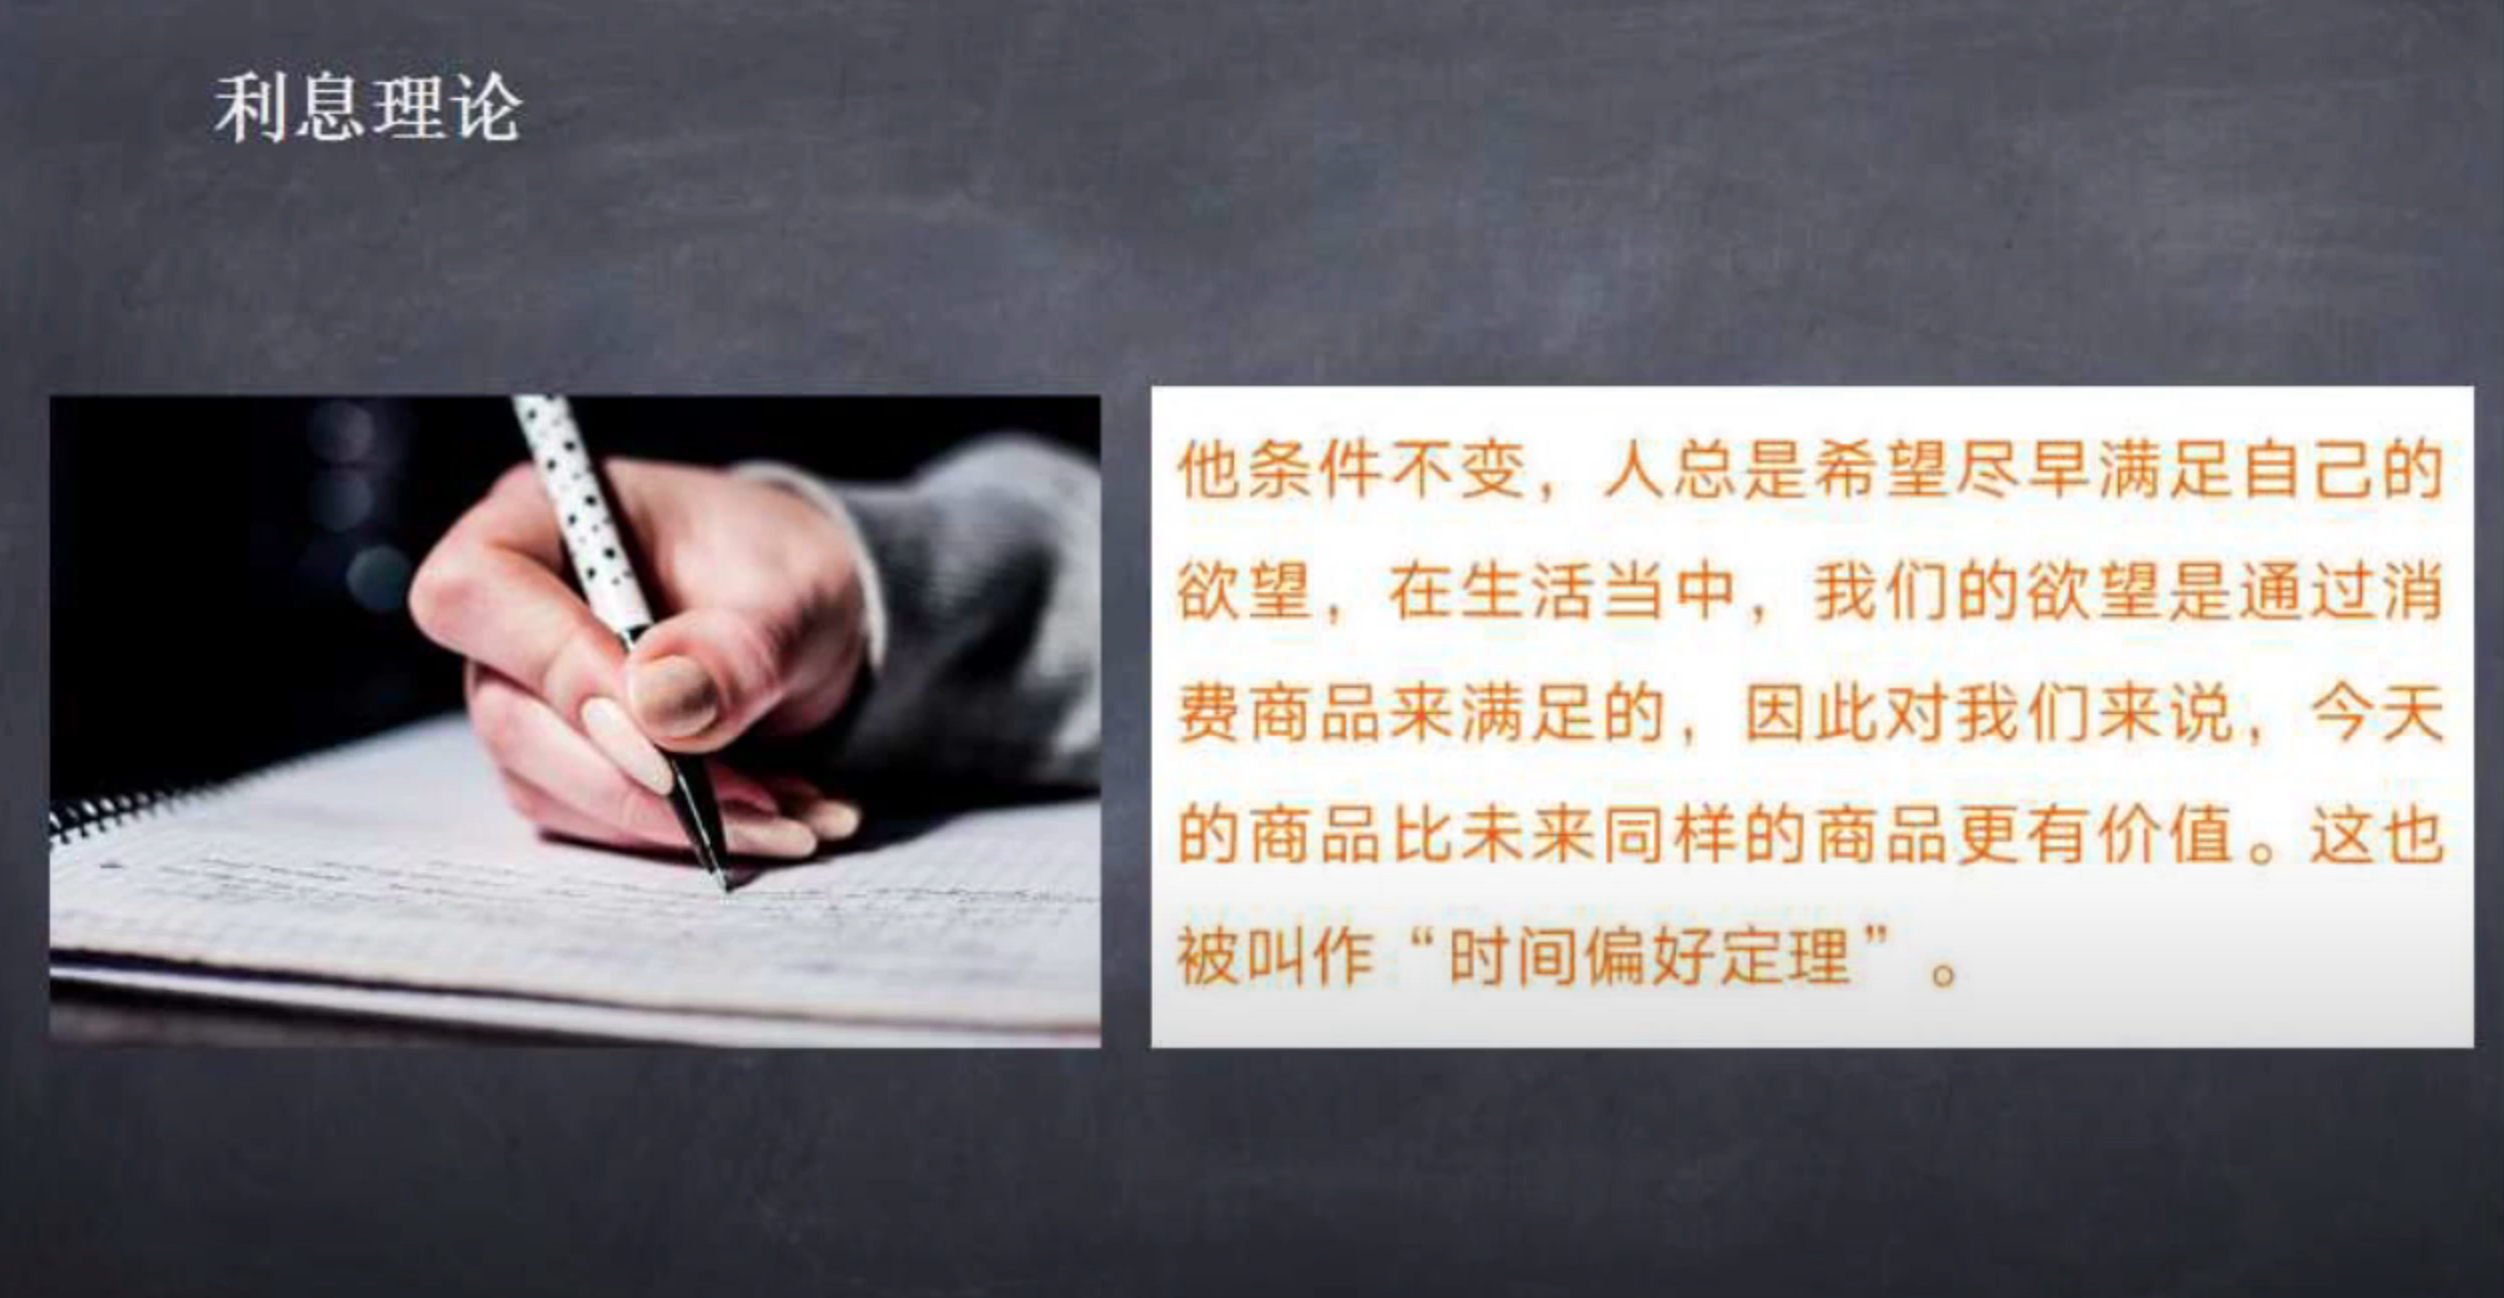 利息理论
他条件不变，人总是希望尽早满足自己的
欲望，在生活当中，我们的欲望是通过消
费商品来满足的，因此对我们来说，今天
的商品比未来同样的商品更有价值。这也
被叫作“时间偏好定理”。